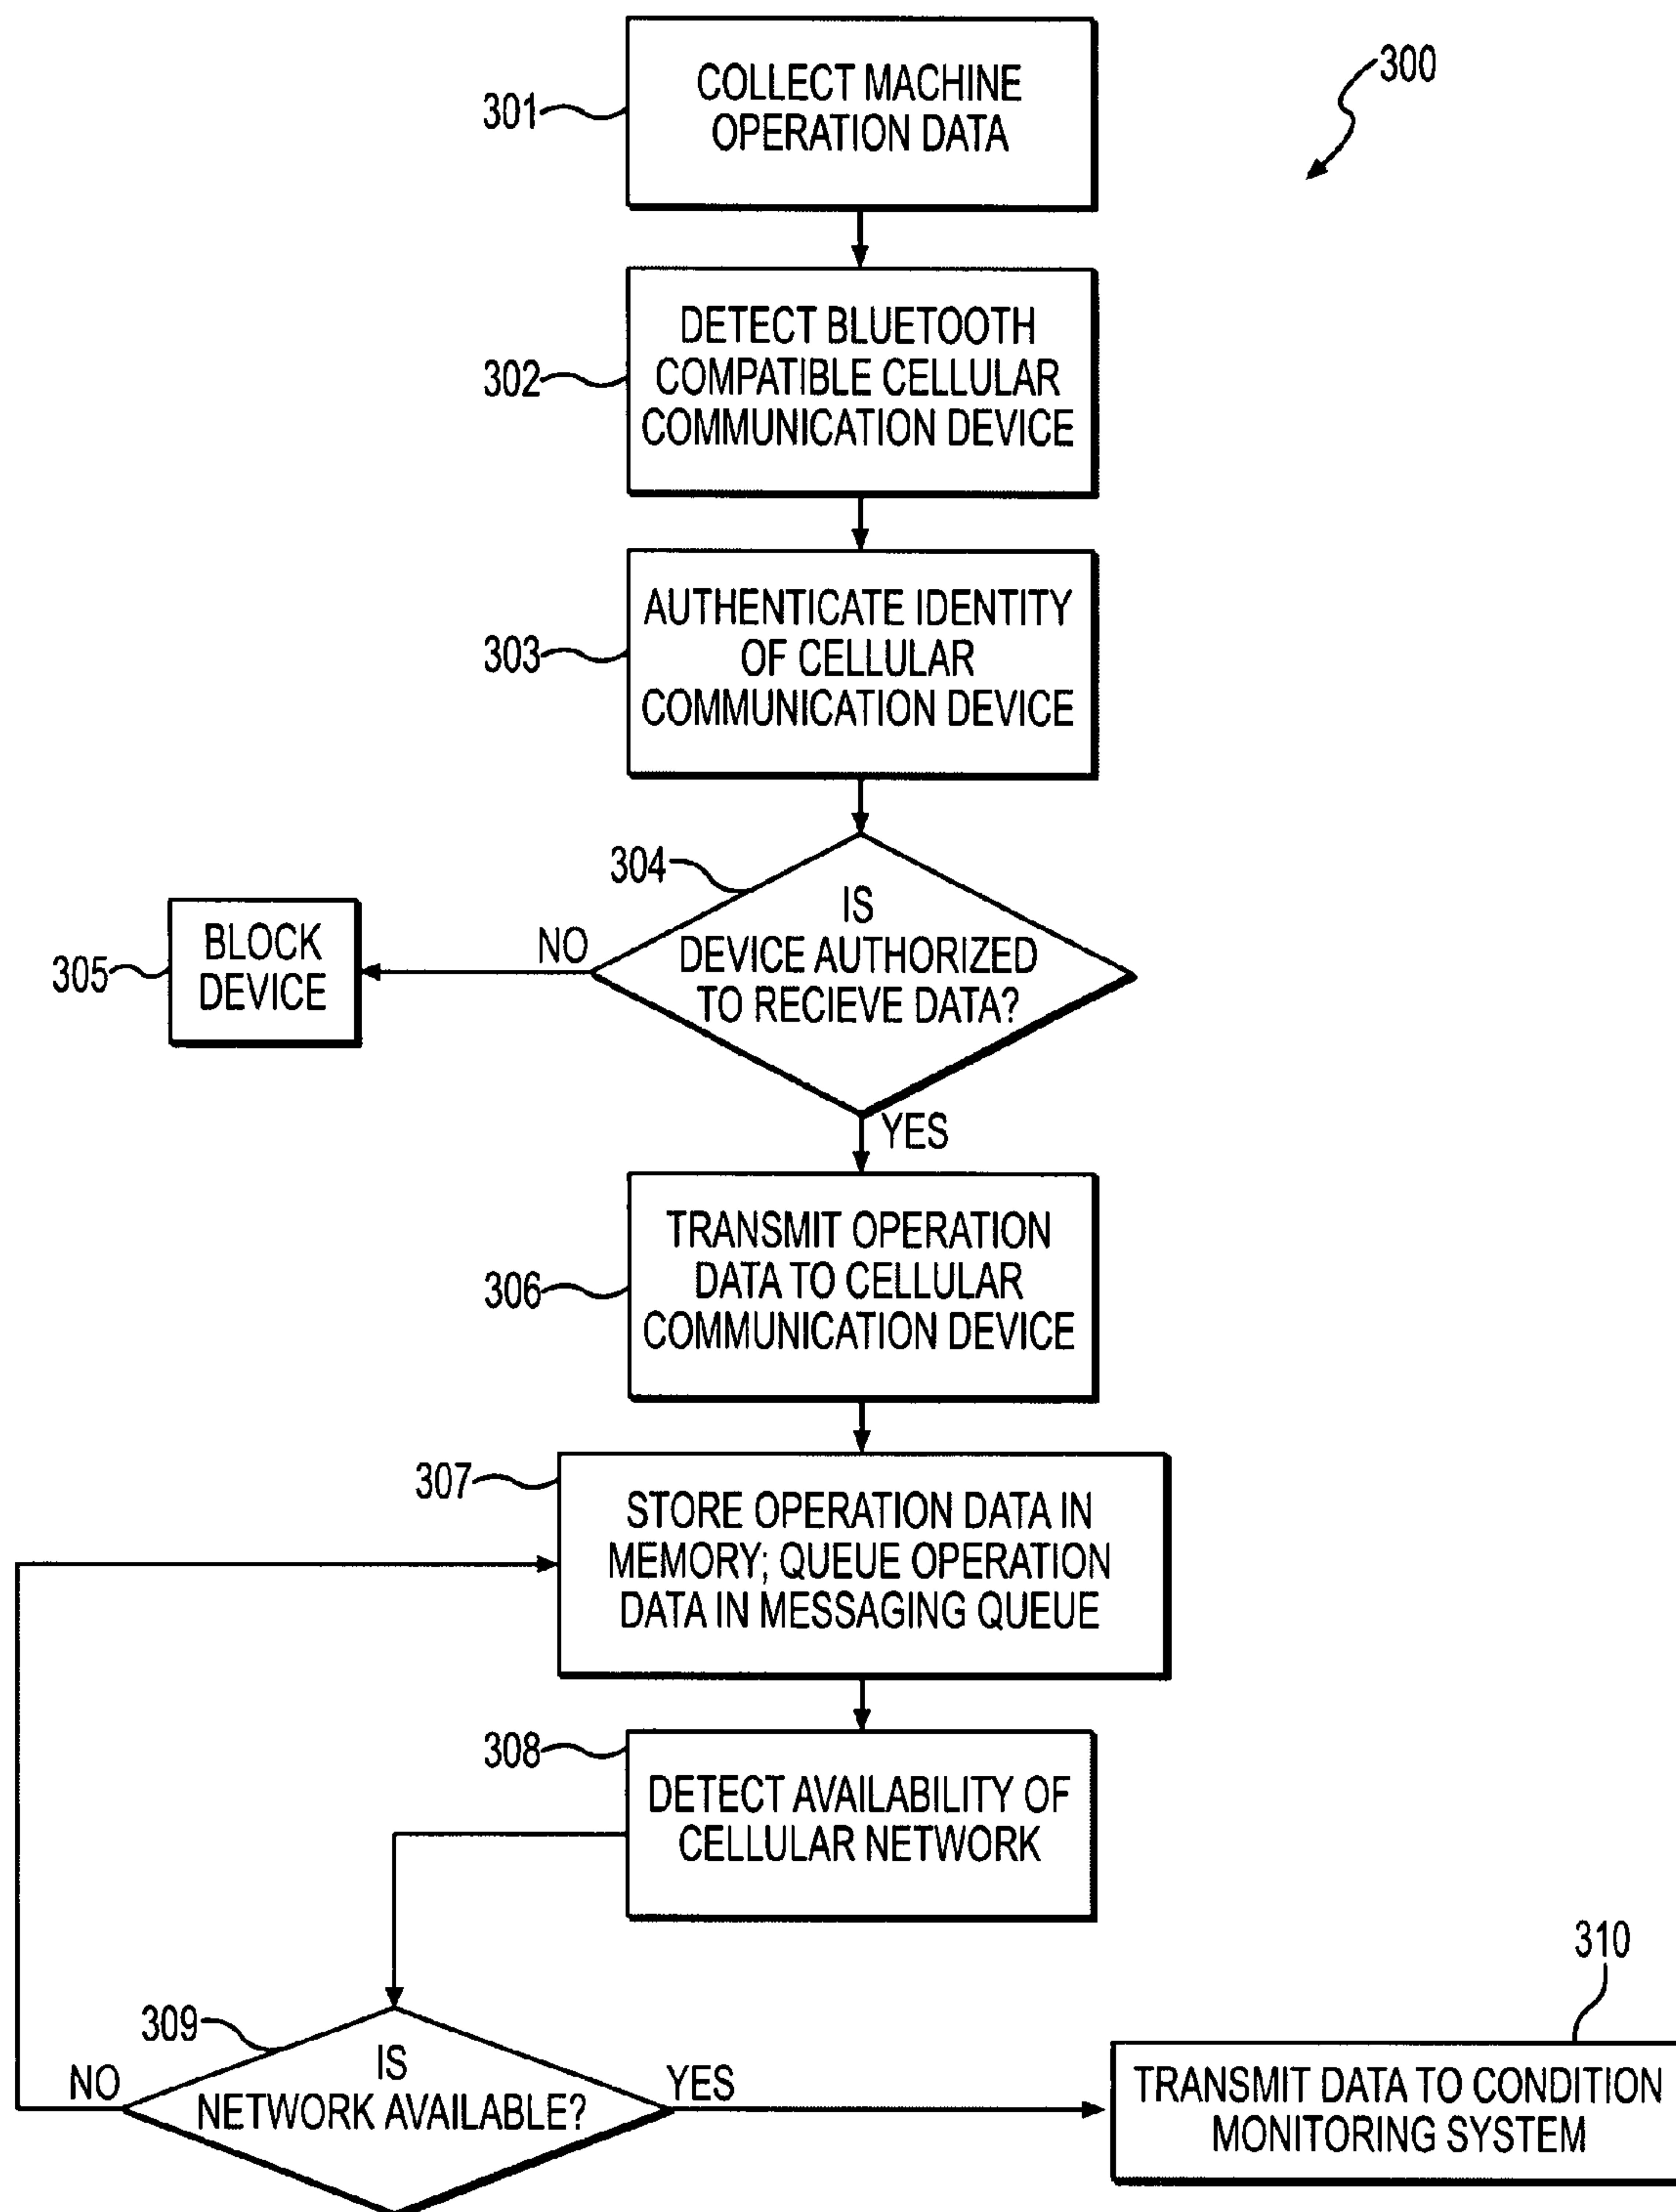 300
301
COLLECT MACHINE
OPERATION DATA
302
DETECT BLUETOOTH
COMPATIBLE CELLULAR
COMMUNICATION DEVICE
303
AUTHENTICATE IDENTITY
OF CELLULAR
COMMUNICATION DEVICE
304
IS
DEVICE AUTHORIZED
TO RECIEVE DATA?
NO
305
BLOCK
DEVICE
YES
306
TRANSMIT OPERATION
DATA TO CELLULAR
COMMUNICATION DEVICE
307
STORE OPERATION DATA IN
MEMORY; QUEUE OPERATION
DATA IN MESSAGING QUEUE
308
DETECT AVAILABILITY OF
CELLULAR NETWORK
309
IS
NETWORK AVAILABLE?
NO
YES
310
TRANSMIT DATA TO CONDITION
MONITORING SYSTEM